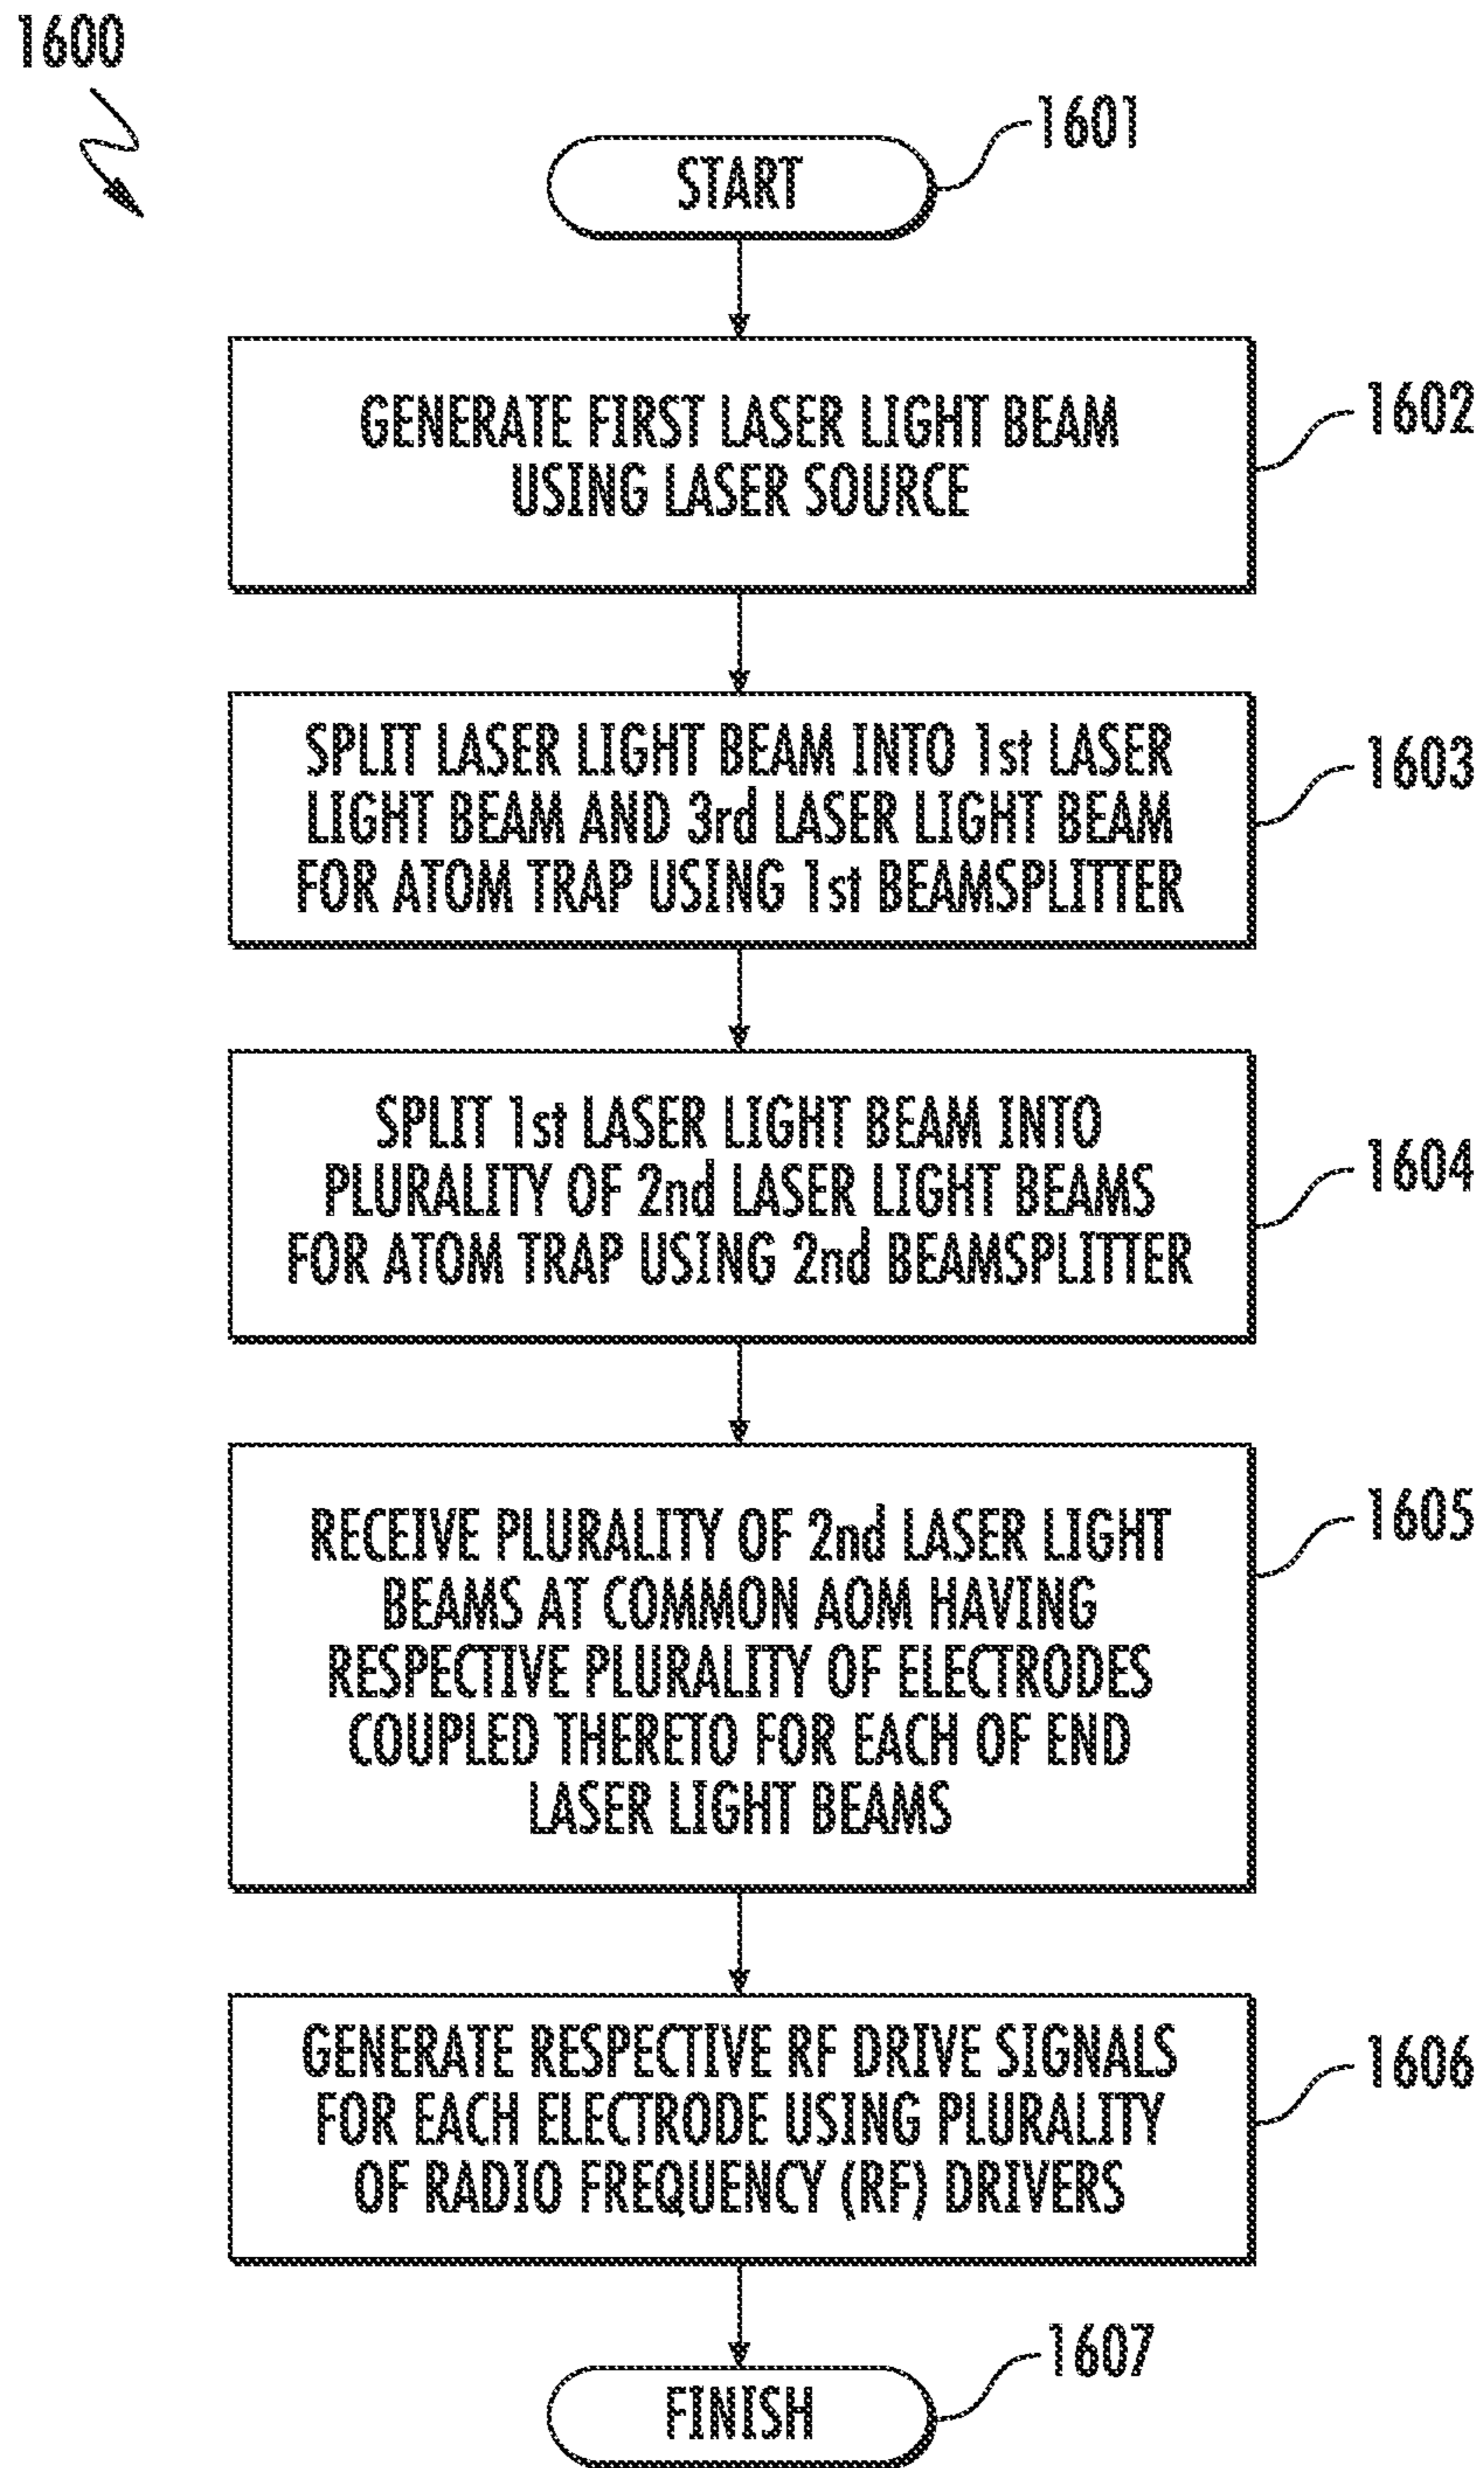 1600
START
1601
GENERATE FIRST LASER LIGHT BEAM
USING LASER SOURCE
1602
SPLIT LASER LIGHT BEAM INTO 1st LASER
LIGHT BEAM AND 3rd LASER LIGHT BEAM
FOR ATOM TRAP USING 1st BEAMSPLITTER
1603
SPLIT 1st LASER LIGHT BEAM INTO
PLURALITY OF 2nd LASER LIGHT BEAMS
FOR ATOM TRAP USING 2nd BEAMSPLITTER
1604
RECEIVE PLURALITY OF 2nd LASER LIGHT
BEAMS AT COMMON AOM HAVING
RESPECTIVE PLURALITY OF ELECTRODES
COUPLED THERETO FOR EACH OF END
LASER LIGHT BEAMS
1605
GENERATE RESPECTIVE RF DRIVE SIGNALS
FOR EACH ELECTRODE USING PLURALITY
OF RADIO FREQUENCY (RF) DRIVERS
1606
FINISH
1607